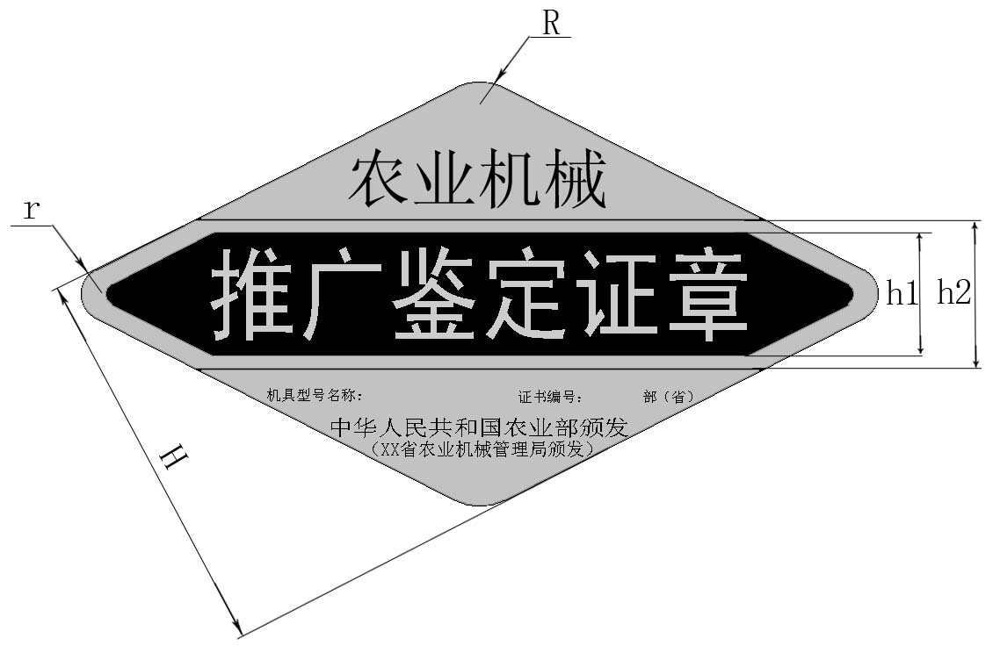 R
农业机械
r
推广鉴定证章
h1
h2
机具型号名称： 证书编号： 部（省）
中华人民共和国农业部颁发
（XX省农业机械管理局颁发）
H